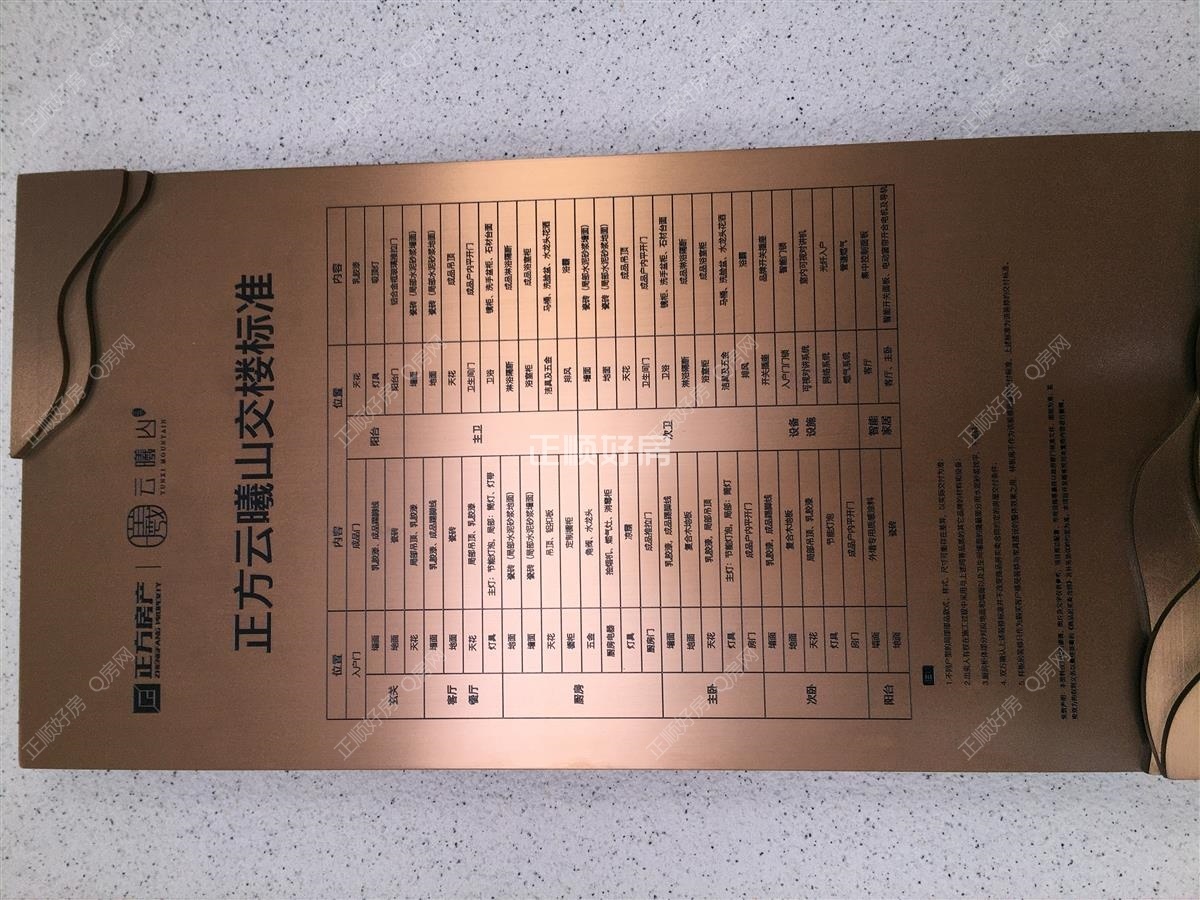 正方房产
ZHENGFANG PROPERTY
云曦山
YUNXI MOUNTAIN
正方云曦山交楼标准
位置 内容 位置 内容
入户门 成品门
玄关 墙面 乳胶漆、成品踢脚线
地面 瓷砖
天花 局部吊顶、乳胶漆
客厅 餐厅 墙面 乳胶漆、成品踢脚线
地面 瓷砖
天花 局部吊顶、乳胶漆
灯具 主灯：节能灯泡，局部：筒灯、灯带
厨房 地面 瓷砖（局部水泥砂浆地面）
墙面 瓷砖（局部水泥砂浆墙面）
天花 吊顶、铝扣板
橱柜 定制橱柜
五金 角阀、水龙头
厨房电器 抽烟机、燃气灶、消毒柜
灯具 凉霸
厨房门 成品推拉门
主卧 墙面 乳胶漆，成品踢脚线
地面 复合木地板
天花 乳胶漆，局部吊顶
灯具 主灯：节能灯泡，局部：筒灯
房门 成品户内平开门
次卧 墙面 乳胶漆，成品踢脚线
地面 复合木地板
天花 局部吊顶、乳胶漆
灯具 节能灯泡
房门 成品户内平开门
阳台 墙面 外墙专用质感涂料
地面 瓷砖
阳台 天花 乳胶漆
灯具 吸顶灯
阳台门 铝合金框玻璃推拉门
主卫 墙面 瓷砖（局部水泥砂浆墙面）
地面 瓷砖（局部水泥砂浆地面）
天花 成品吊顶
卫生间门 成品户内平开门
卫浴 镜柜、洗手盆柜、石材台面
淋浴隔断 成品淋浴隔断
浴室柜 成品浴室柜
洁具及五金 马桶、洗脸盆、水龙头花洒
排风 浴霸
次卫 墙面 瓷砖（局部水泥砂浆墙面）
地面 瓷砖（局部水泥砂浆地面）
天花 成品吊顶
卫生间门 成品户内平开门
卫浴 镜柜、洗手盆柜、石材台面
淋浴隔断 成品淋浴隔断
浴室柜 成品浴室柜
洁具及五金 马桶、洗脸盆、水龙头花洒
排风 浴霸
设备设施 开关插座 品牌开关插座
入户门门锁 智能门锁
可视对讲系统 室内可视对讲机
网络系统 光纤入户
燃气系统 管道燃气
智能家居 客厅 集中控制面板
客厅、主卧 智能开关面板、电动窗帘开合电机及导轨
注：
正顺好房
Q房网